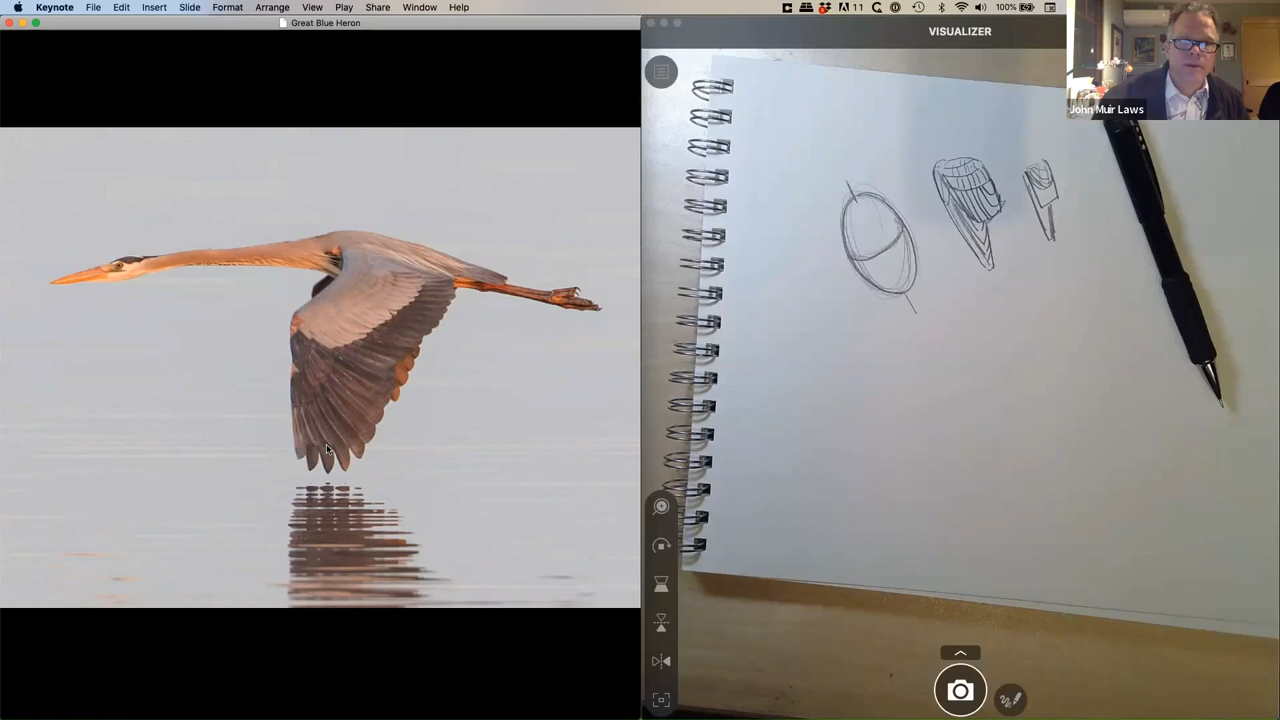 Keynote File Edit Insert Slide Format Arrange View Play Share Window Help
11 100%
Great Blue Heron
VISUALIZER
John Muir Laws